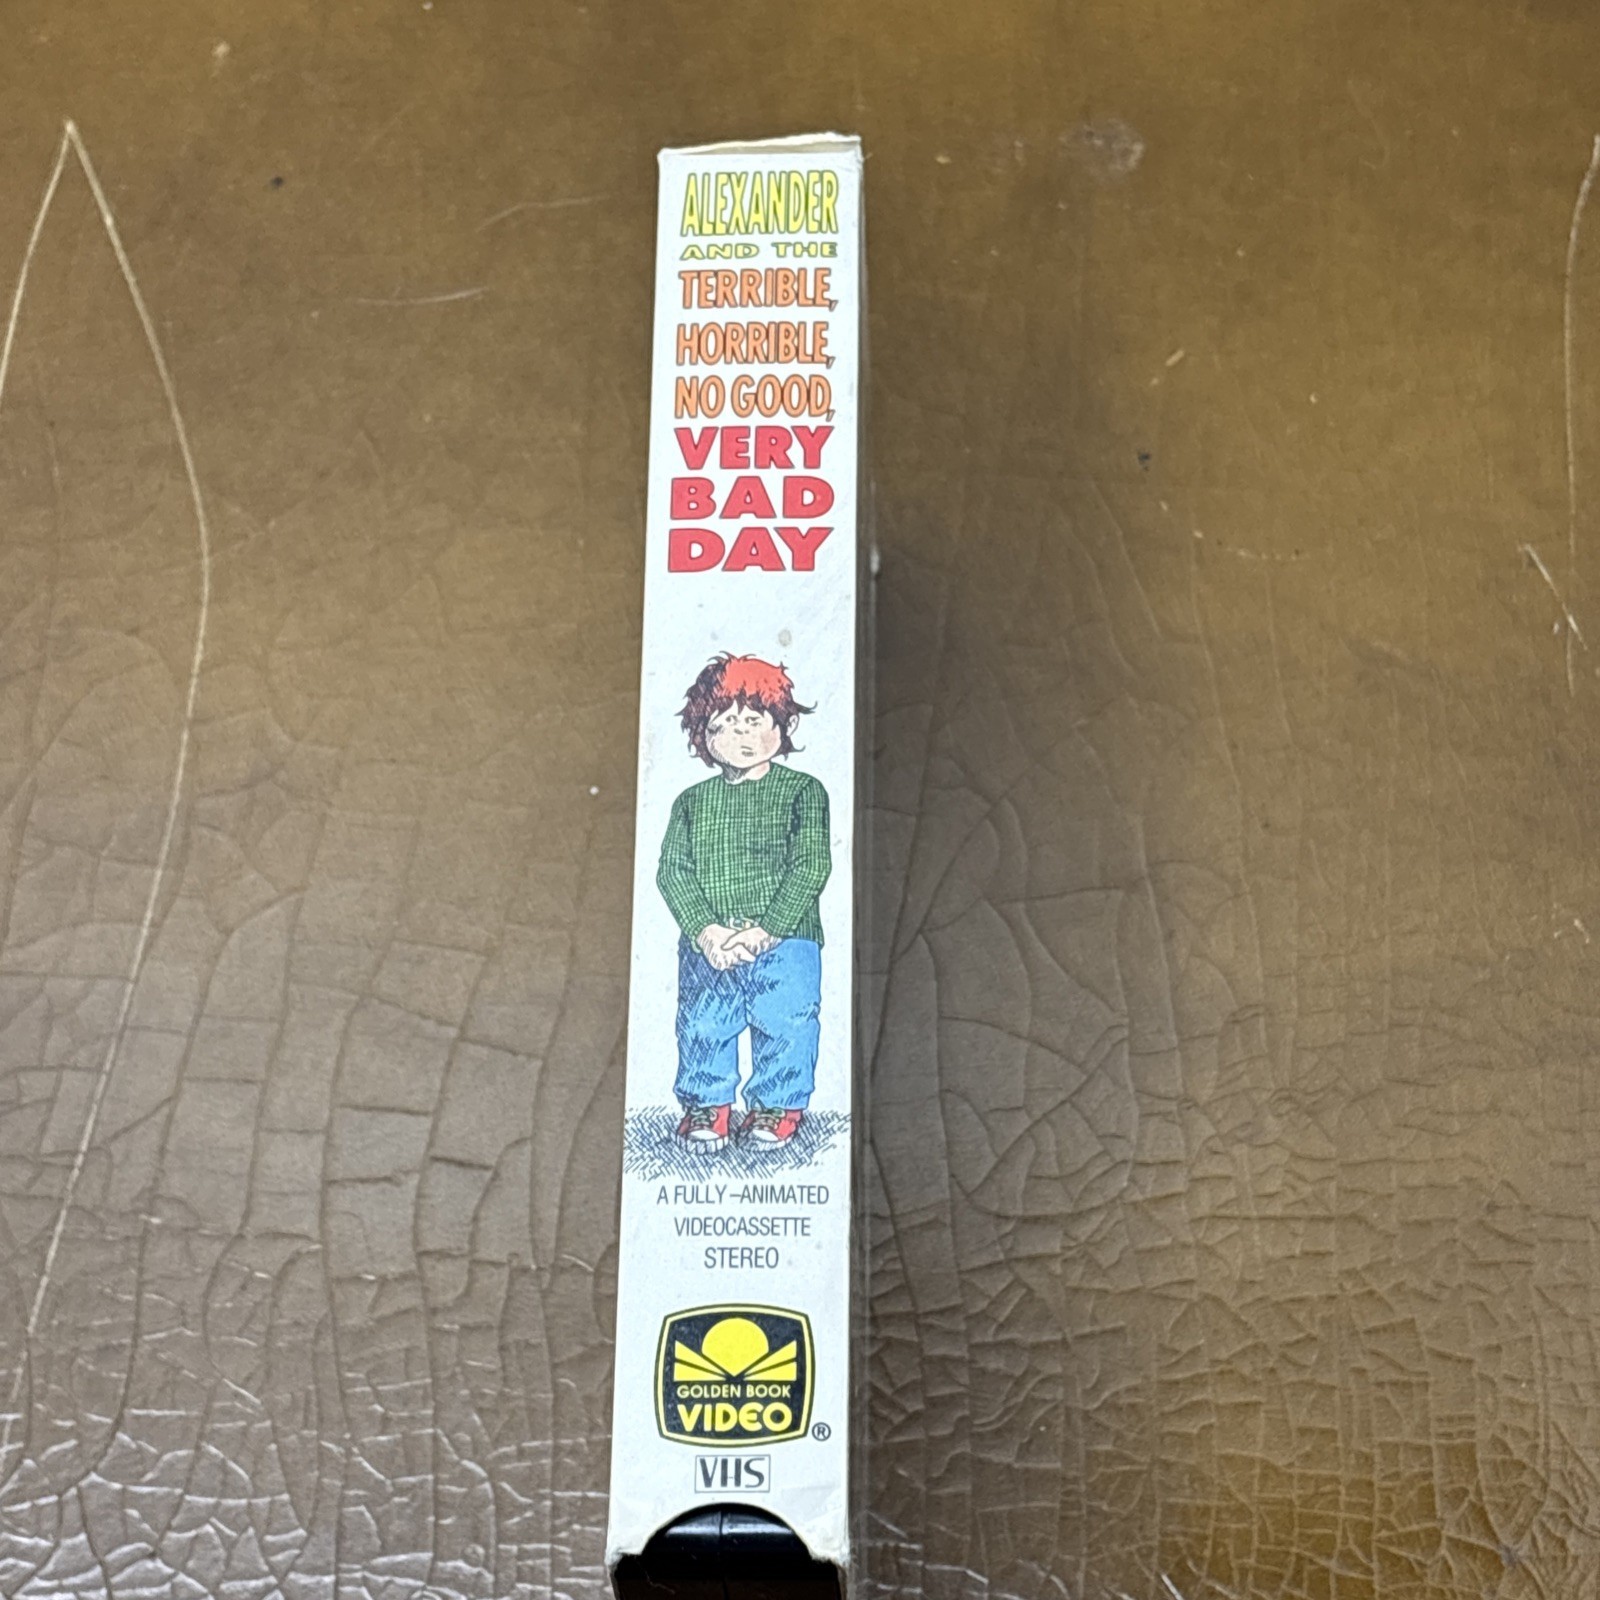 ALEXANDER
AND THE
TERRIBLE,
HORRIBLE,
NO GOOD,
VERY
BAD
DAY
A FULLY-ANIMATED
VIDEOCASSETTE
STEREO
GOLDEN BOOK
VIDEO
®
VHS